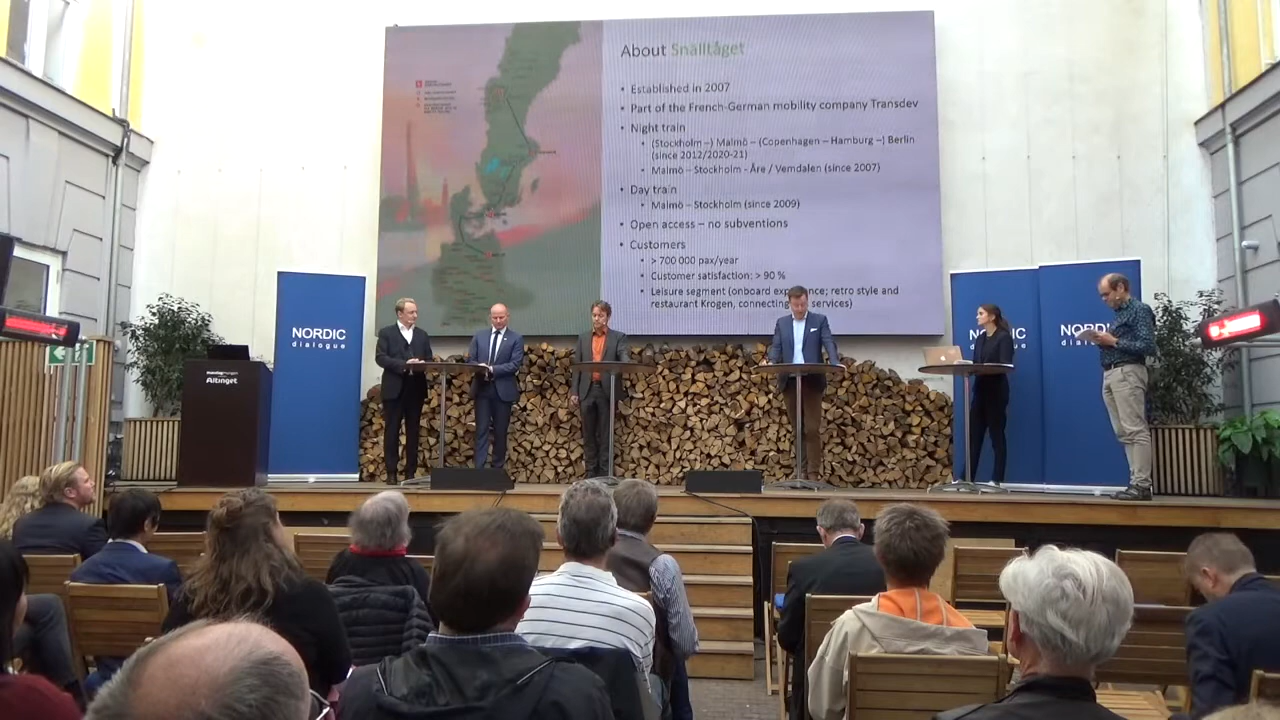 About Snälltåget
• Established in 2007
• Part of the French-German mobility company Transdev
• Night train
• (Stockholm –) Malmö – (Copenhagen – Hamburg –) Berlin
(since 2012/2020-21)
• Malmö – Stockholm - Åre / Vemdalen (since 2007)
• Day train
• Malmö – Stockholm (since 2009)
• Open access – no subventions
• Customers
• > 700 000 pax/year
• Customer satisfaction: > 90 %
• Leisure segment (onboard experience; retro style and
restaurant Krogen, connecting services)
NORDIC
dialogue
Altinget
NORDIC
dialogue
NORDIC